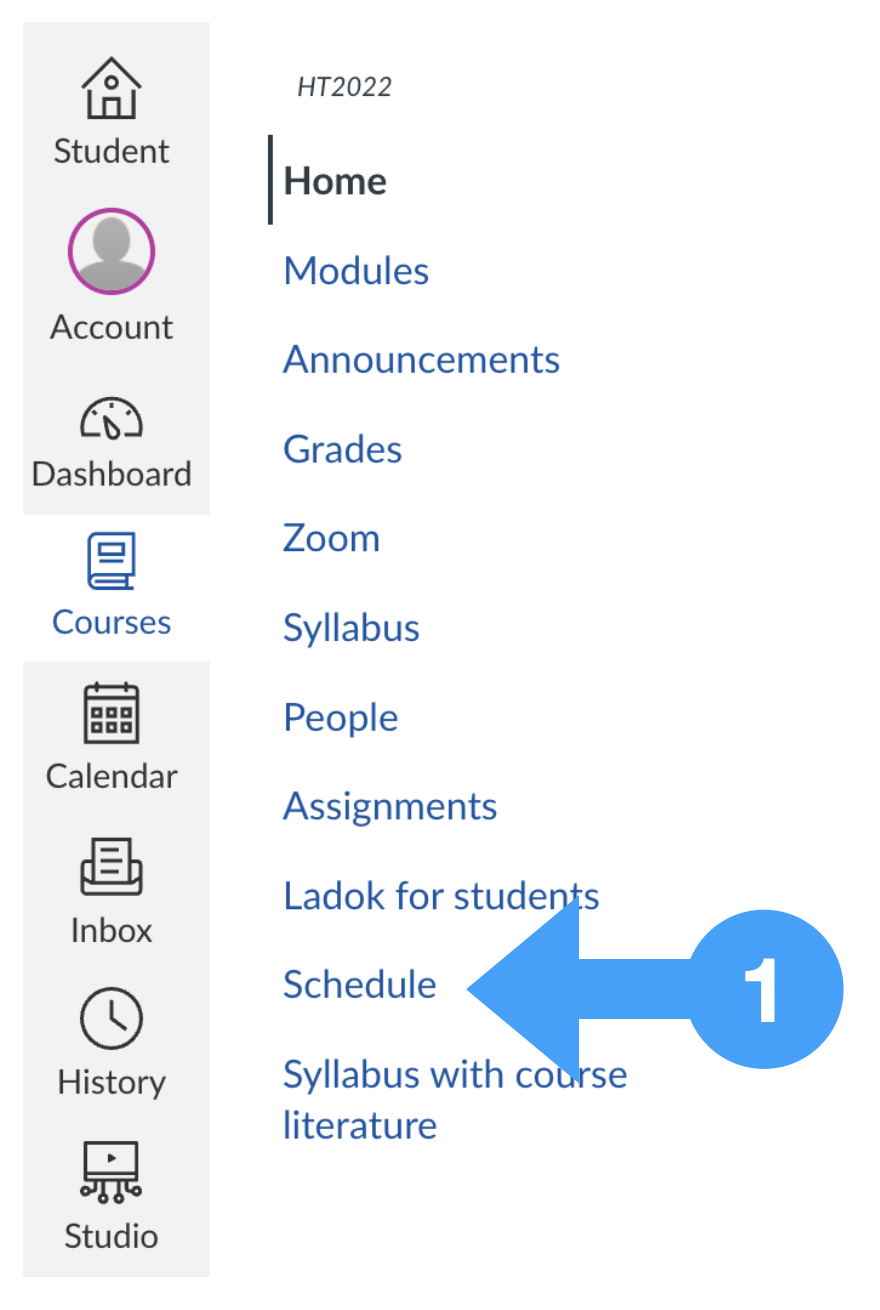 Student
Account
Dashboard
Courses
Calendar
Inbox
History
Studio
HT2022
Home
Modules
Announcements
Grades
Zoom
Syllabus
People
Assignments
Ladok for students
Schedule
1
Syllabus with course
literature